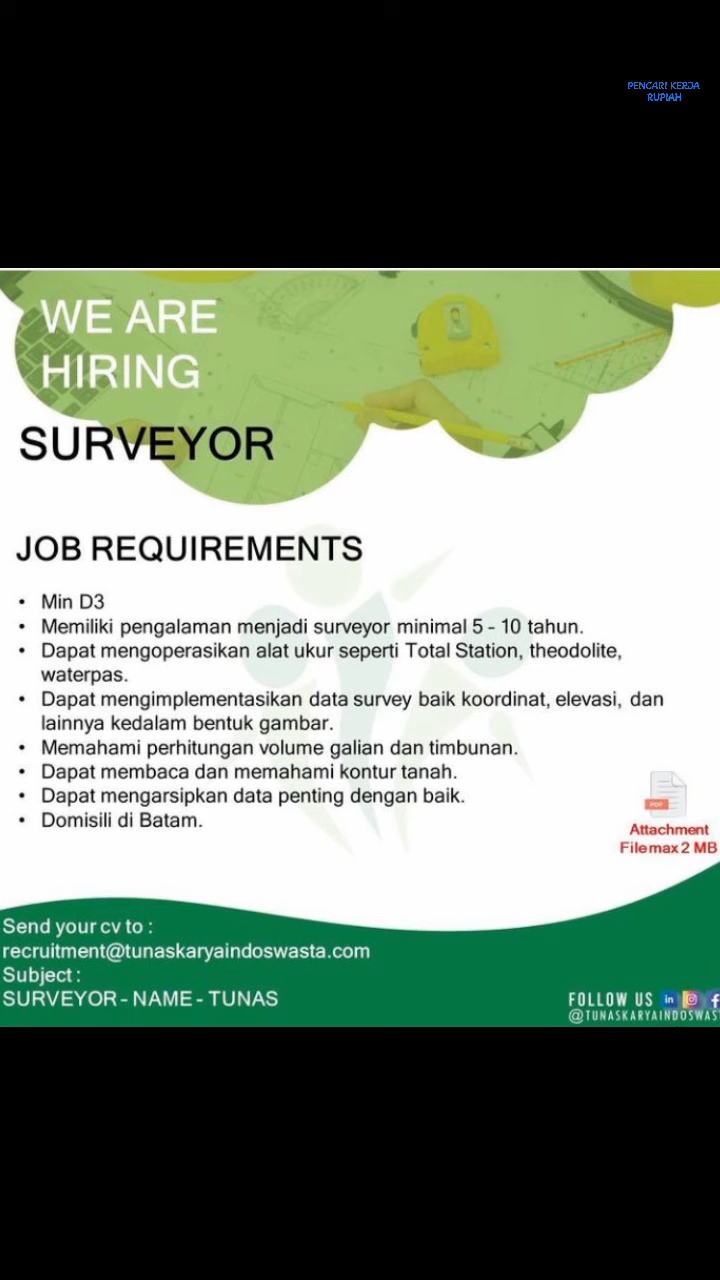 PENCARI KERJA
RUPIAH
WE ARE
HIRING
SURVEYOR
JOB REQUIREMENTS
• Min D3
• Memiliki pengalaman menjadi surveyor minimal 5 - 10 tahun.
• Dapat mengoperasikan alat ukur seperti Total Station, theodolite,
waterpas.
• Dapat mengimplementasikan data survey baik koordinat, elevasi, dan
lainnya kedalam bentuk gambar.
• Memahami perhitungan volume galian dan timbunan.
• Dapat membaca dan memahami kontur tanah.
• Dapat mengarsipkan data penting dengan baik.
• Domisili di Batam.
PDF
Attachment
File max 2 MB
Send your cv to :
recruitment@tunaskaryaindoswasta.com
Subject :
SURVEYOR - NAME - TUNAS
FOLLOW US in
@TUNASKARYAINDOSWAS